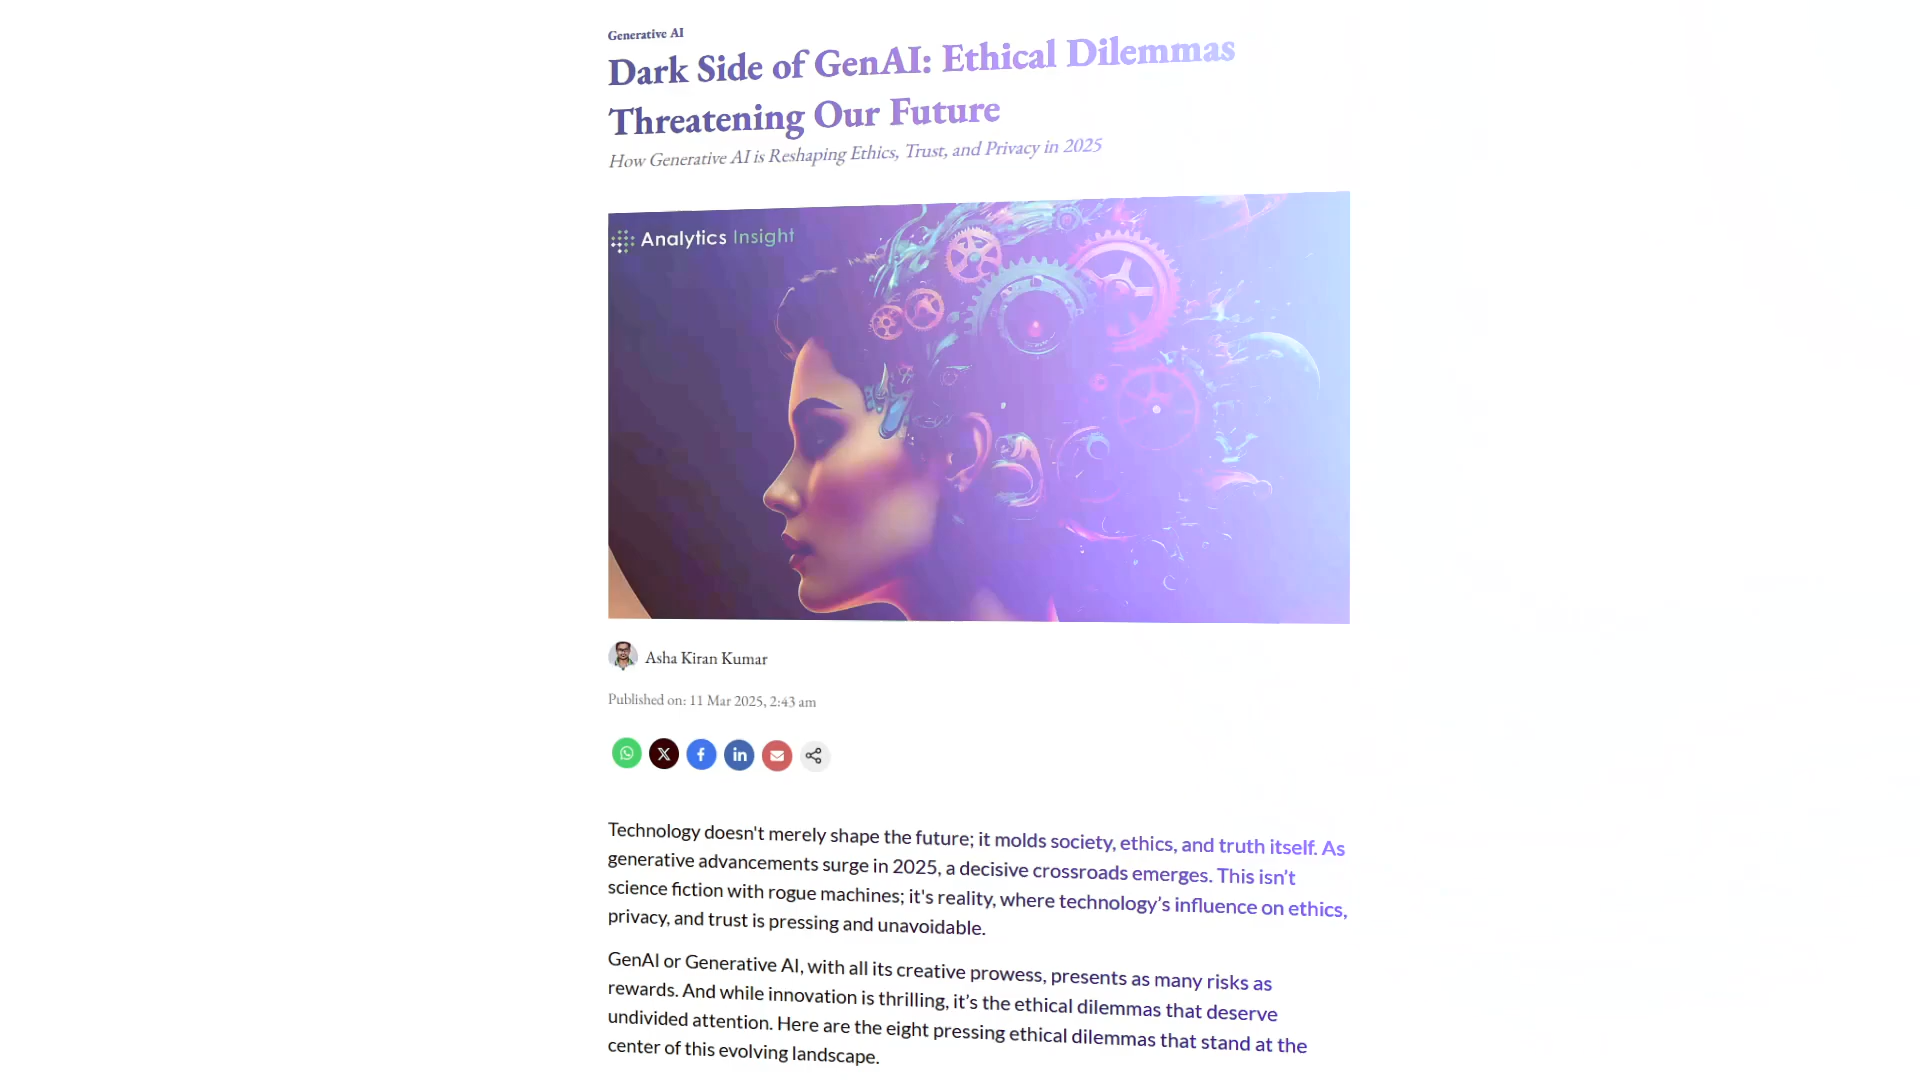 Generative AI
Dark Side of GenAI: Ethical Dilemmas
Threatening Our Future
How Generative AI is Reshaping Ethics, Trust, and Privacy in 2025
Analytics Insight
Asha Kiran Kumar
Published on: 11 Mar 2025, 2:43 am
Technology doesn't merely shape the future; it molds society, ethics, and truth itself. As
generative advancements surge in 2025, a decisive crossroads emerges. This isn’t
science fiction with rogue machines; it's reality, where technology’s influence on ethics,
privacy, and trust is pressing and unavoidable.
GenAI or Generative AI, with all its creative prowess, presents as many risks as
rewards. And while innovation is thrilling, it’s the ethical dilemmas that deserve
undivided attention. Here are the eight pressing ethical dilemmas that stand at the
center of this evolving landscape.